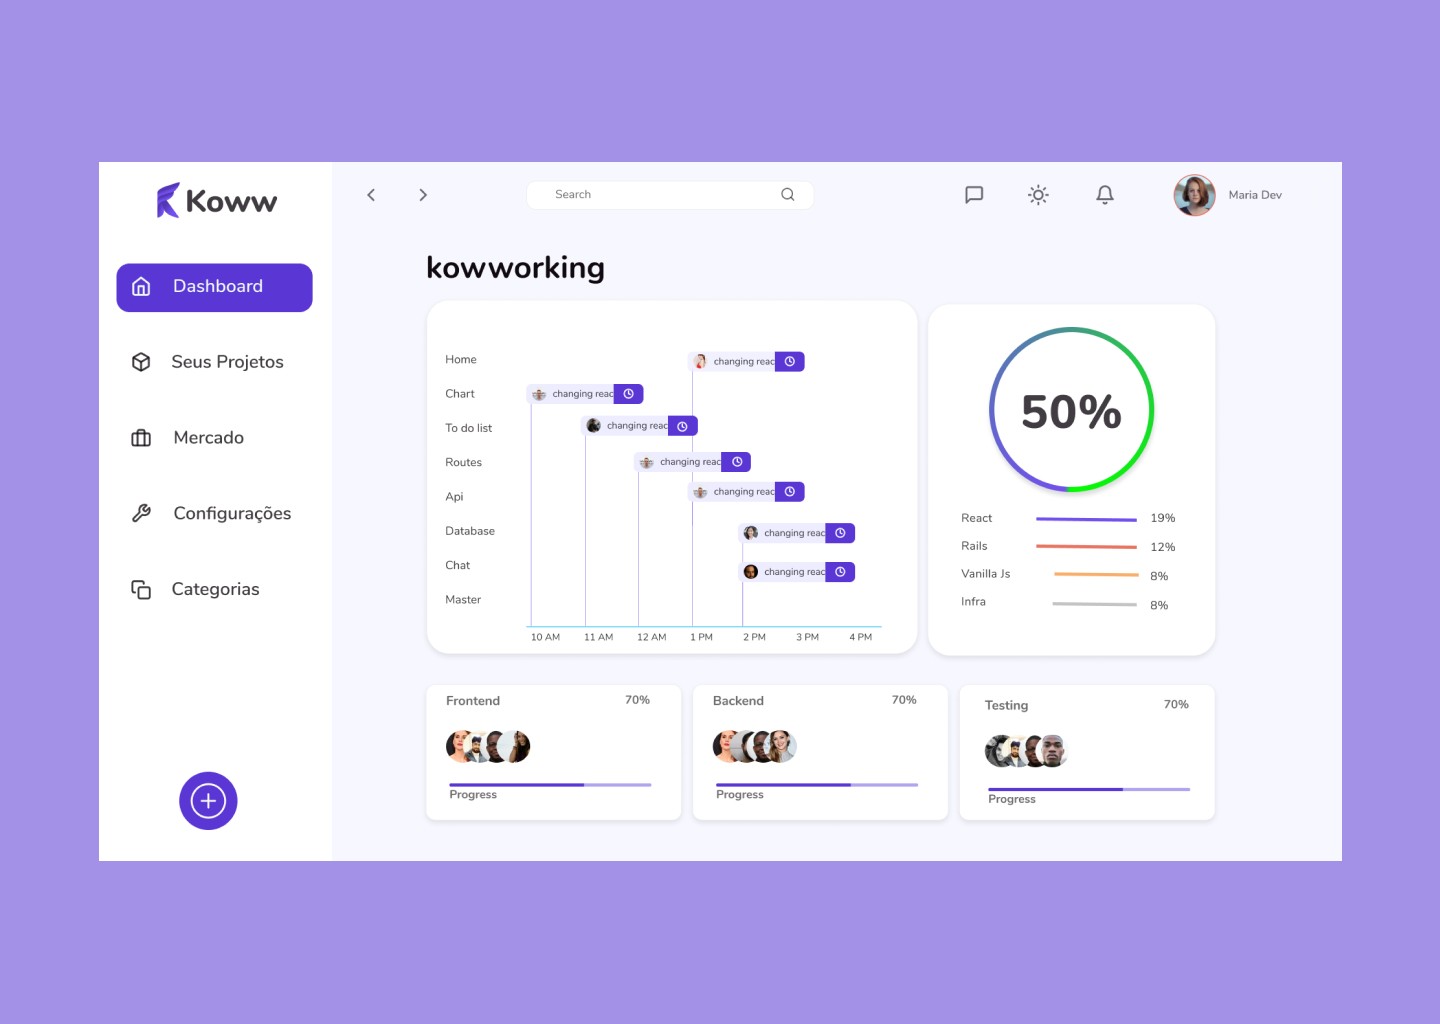 Koww
Search
Maria Dev
Dashboard
Seus Projetos
Mercado
Configurações
Categorias
kowworking
Home
changing reac
Chart
changing reac
To do list
changing reac
Routes
changing reac
Api
changing reac
Database
changing reac
Chat
changing reac
Master
10 AM 11 AM 12 AM 1 PM 2 PM 3 PM 4 PM
50%
React 19%
Rails 12%
Vanilla Js 8%
Infra 8%
Frontend 70%
Progress
Backend 70%
Progress
Testing 70%
Progress